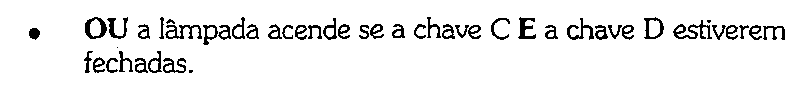 • OU a lâmpada acende se a chave C E a chave D estiverem
fechadas.